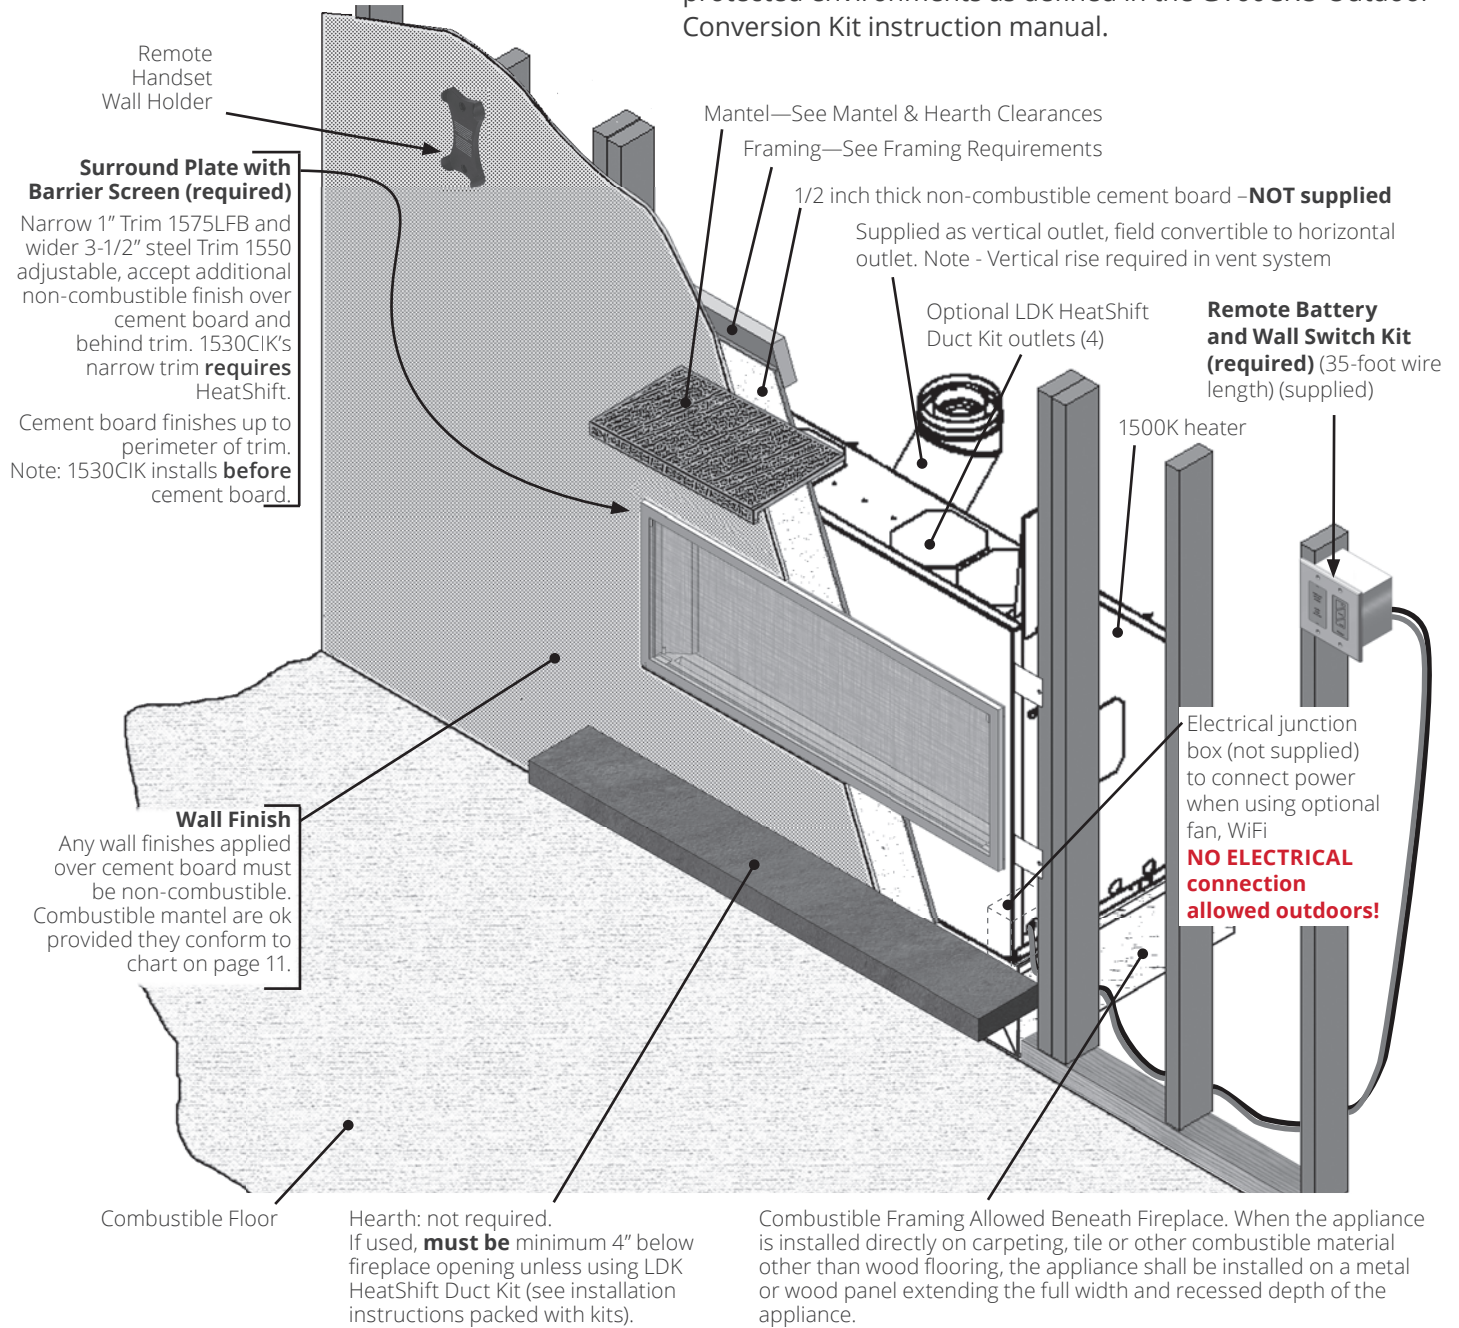 Conversion Kit instruction manual.
Remote
Handset
Wall Holder
Mantel—See Mantel & Hearth Clearances
Framing—See Framing Requirements
1/2 inch thick non-combustible cement board –NOT supplied
Supplied as vertical outlet, field convertible to horizontal
outlet. Note - Vertical rise required in vent system
Optional LDK HeatShift
Duct Kit outlets (4)
Remote Battery
and Wall Switch Kit
(required) (35-foot wire
length) (supplied)
1500K heater
Surround Plate with
Barrier Screen (required)
Narrow 1” Trim 1575LFB and
wider 3-1/2” steel Trim 1550
adjustable, accept additional
non-combustible finish over
cement board and
behind trim. 1530CIK’s
narrow trim requires
HeatShift.
Cement board finishes up to
perimeter of trim.
Note: 1530CIK installs before
cement board.
Electrical junction
box (not supplied)
to connect power
when using optional
fan, WiFi
NO ELECTRICAL
connection
allowed outdoors!
Wall Finish
Any wall finishes applied
over cement board must
be non-combustible.
Combustible mantel are ok
provided they conform to
chart on page 11.
Combustible Floor
Hearth: not required.
If used, must be minimum 4” below
fireplace opening unless using LDK
HeatShift Duct Kit (see installation
instructions packed with kits).
Combustible Framing Allowed Beneath Fireplace. When the appliance
is installed directly on carpeting, tile or other combustible material
other than wood flooring, the appliance shall be installed on a metal
or wood panel extending the full width and recessed depth of the
appliance.